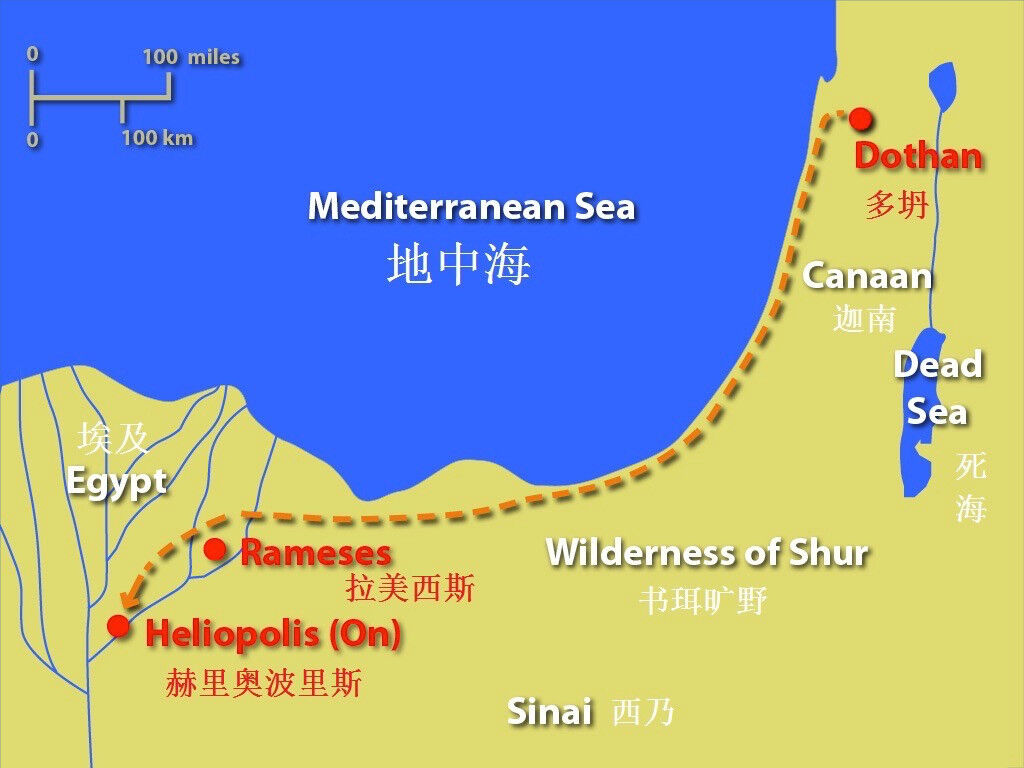 0
100 miles
0
100 km
Dothan
多坍
Mediterranean Sea
地中海
Canaan
迦南
Dead
Sea
死
海
埃及
Egypt
Rameses
拉美西斯
Wilderness of Shur
书珥旷野
Heliopolis (On)
赫里奥波里斯
Sinai 西乃